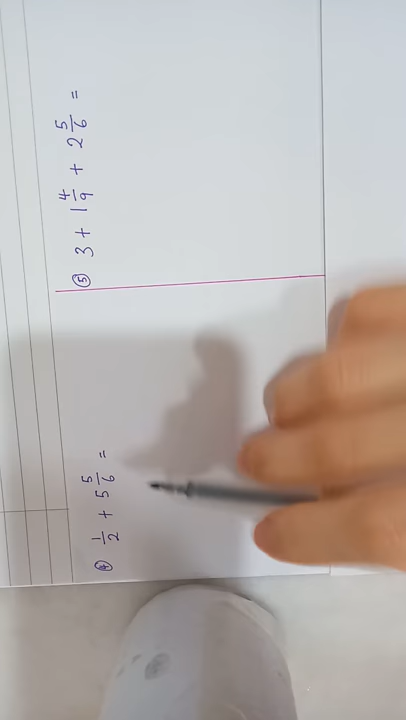 ④ 1/2 + 5 5/6 =
⑤ 3 + 1 4/9 + 2 5/6 =